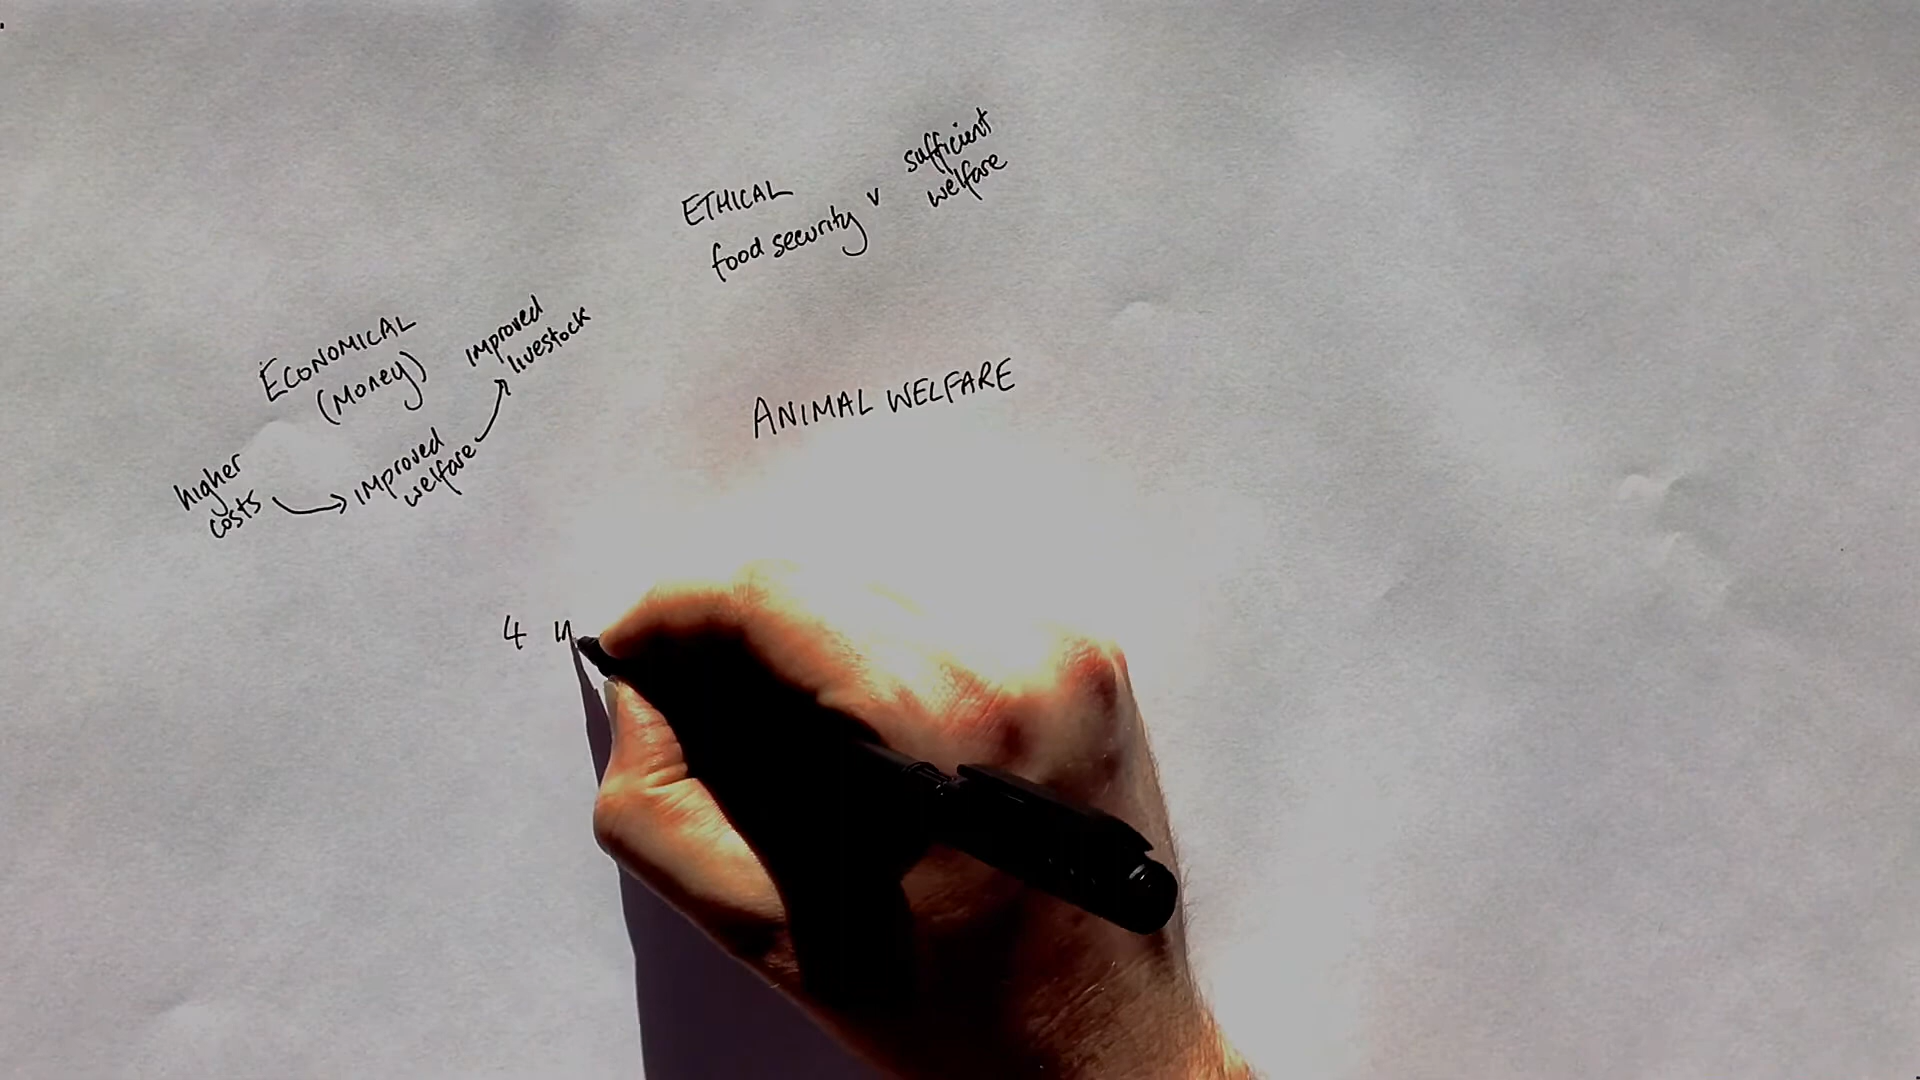 ETHICAL
food security v sufficient
welfare
ECONOMICAL
(Money)
higher
costs
improved
welfare
improved
livestock
ANIMAL WELFARE
4